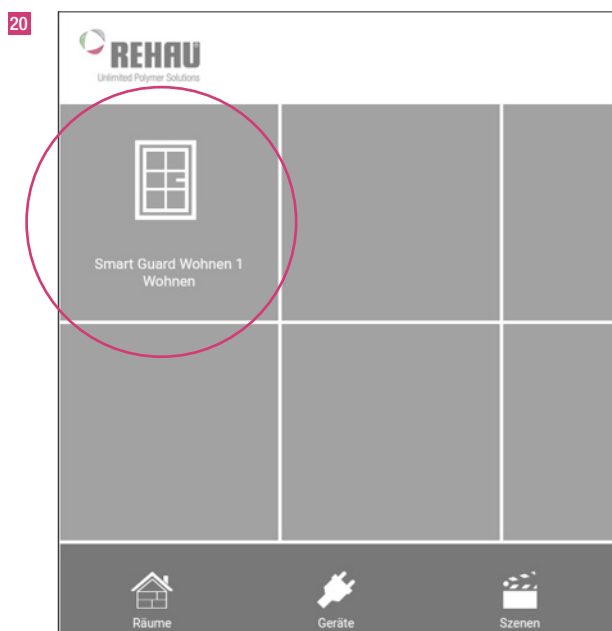 20
REHAU
Unlimited Polymer Solutions
Smart Guard Wohnen 1
Wohnen
Räume
Geräte
Szenen